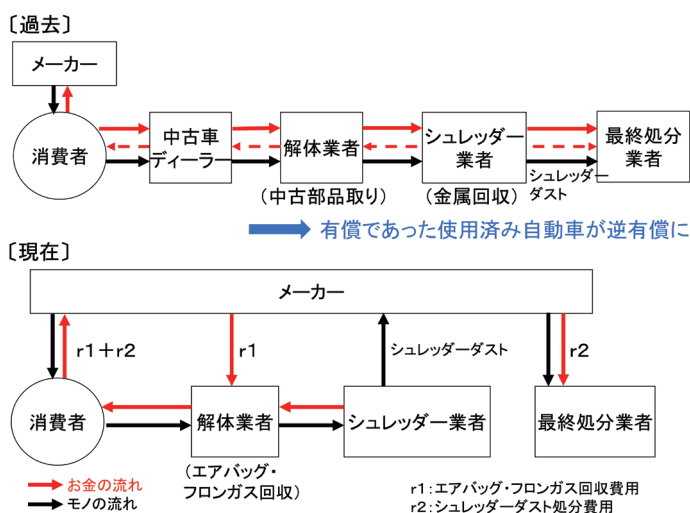 〔過去〕
メーカー
消費者
中古車
ディーラー
解体業者
シュレッダー
業者
最終処分
業者
(中古部品取り)
(金属回収)
シュレッダー
ダスト
有償であった使用済み自動車が逆有償に
〔現在〕
メーカー
r1+r2
r1
シュレッダーダスト
r2
消費者
解体業者
シュレッダー業者
最終処分業者
(エアバッグ・
フロンガス回収)
お金の流れ
モノの流れ
r1:エアバッグ・フロンガス回収費用
r2:シュレッダーダスト処分費用